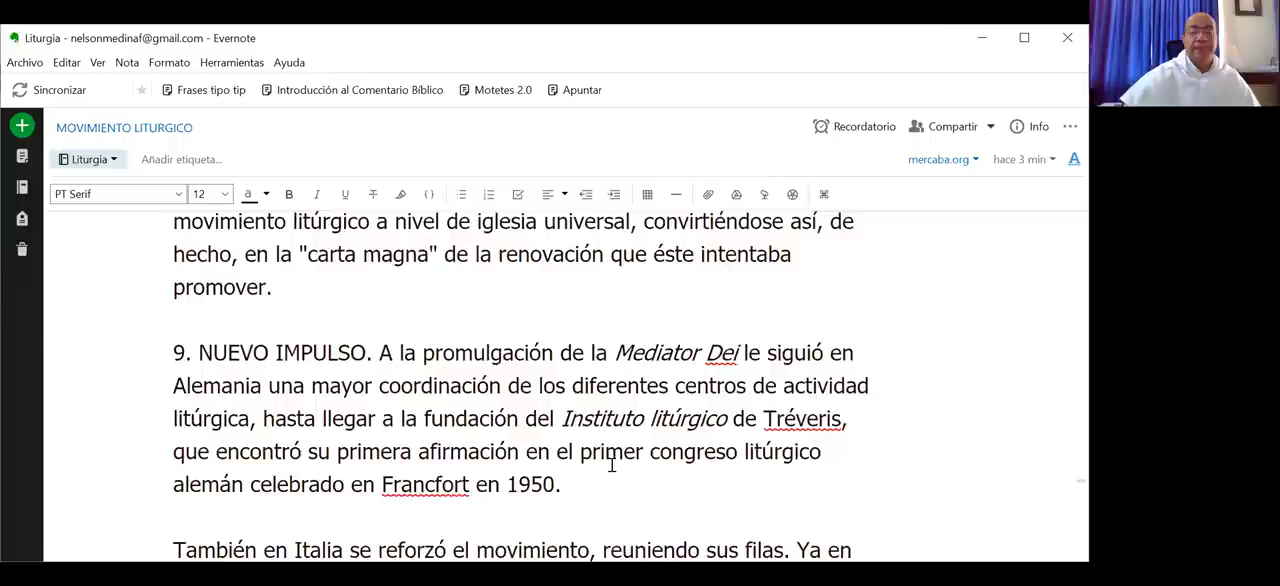 Liturgia - nelsonmedinaf@gmail.com - Evernote
Archivo Editar Ver Nota Formato Herramientas Ayuda
Sincronizar Frases tipo tip Introducción al Comentario Bíblico Motetes 2.0 Apuntar
MOVIMIENTO LITURGICO Recordatorio Compartir Info
Liturgia Añadir etiqueta... mercaba.org hace 3 min A
PT Serif 12 a B I U T
movimiento litúrgico a nivel de iglesia universal, convirtiéndose así, de
hecho, en la "carta magna" de la renovación que éste intentaba
promover.
9. NUEVO IMPULSO. A la promulgación de la Mediator Dei le siguió en
Alemania una mayor coordinación de los diferentes centros de actividad
litúrgica, hasta llegar a la fundación del Instituto litúrgico de Tréveris,
que encontró su primera afirmación en el primer congreso litúrgico
alemán celebrado en Francfort en 1950.
También en Italia se reforzó el movimiento, reuniendo sus filas. Ya en